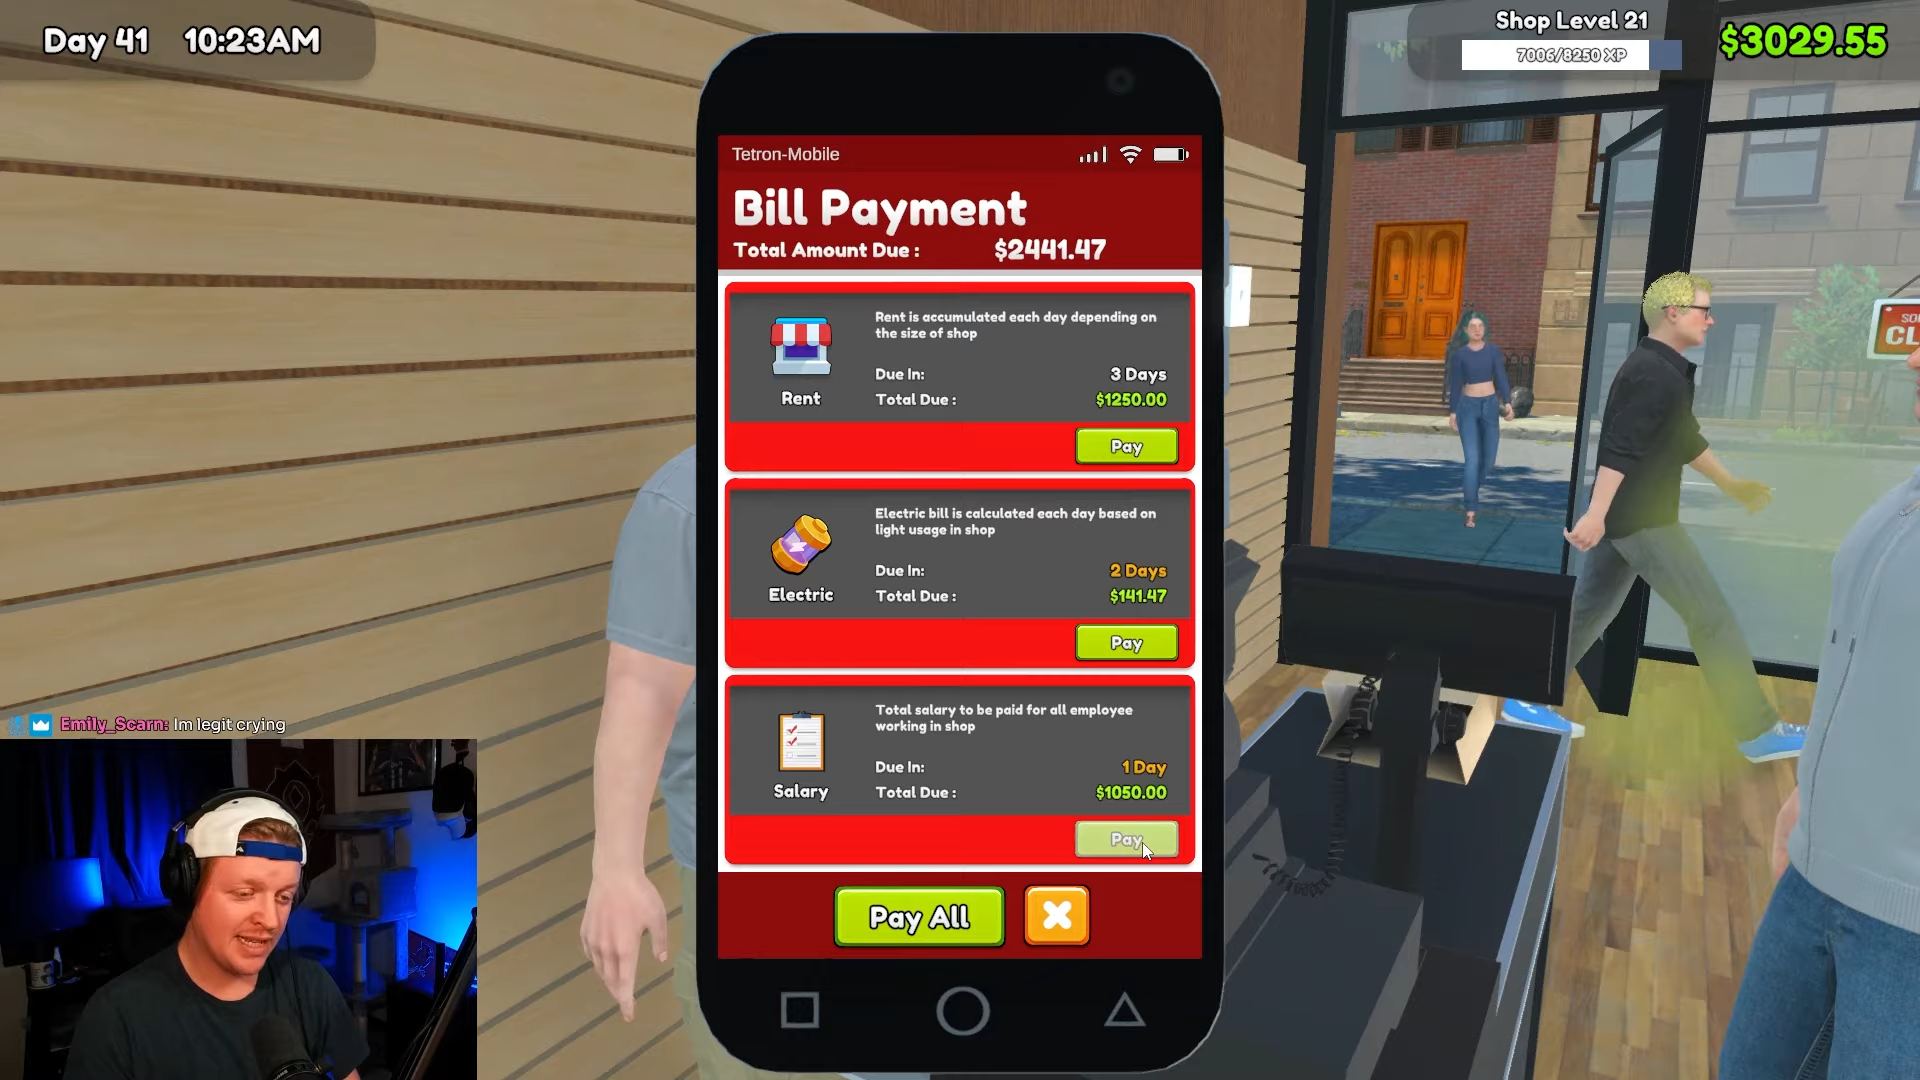 Day 41 10:23AM
Shop Level 21
7006/8250 XP
$3029.55
Tetron-Mobile
Bill Payment
Total Amount Due : $2441.47
Rent is accumulated each day depending on
the size of shop
Due In: 3 Days
Total Due : $1250.00
Rent
Pay
Electric bill is calculated each day based on
light usage in shop
Due In: 2 Days
Total Due : $141.47
Electric
Pay
Total salary to be paid for all employee
working in shop
Due In: 1 Day
Total Due : $1050.00
Salary
Pay
Pay All
Emily_Scarn: Im legit crying